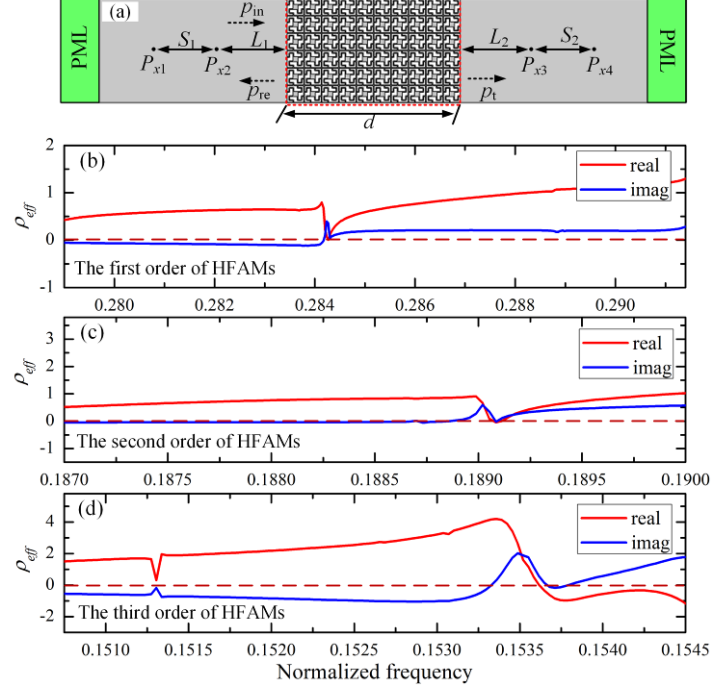 (a)
p_in
PML
S_1
L_1
L_2
S_2
PML
P_x1
P_x2
P_x3
P_x4
p_re
p_t
d
(b)
2
1
0
-1
ρ_eff
real
imag
The first order of HFAMs
0.280 0.282 0.284 0.286 0.288 0.290
(c)
3
2
1
0
-1
ρ_eff
real
imag
The second order of HFAMs
0.1870 0.1875 0.1880 0.1885 0.1890 0.1895 0.1900
(d)
4
2
0
-2
ρ_eff
real
imag
The third order of HFAMs
0.1510 0.1515 0.1520 0.1525 0.1530 0.1535 0.1540 0.1545
Normalized frequency